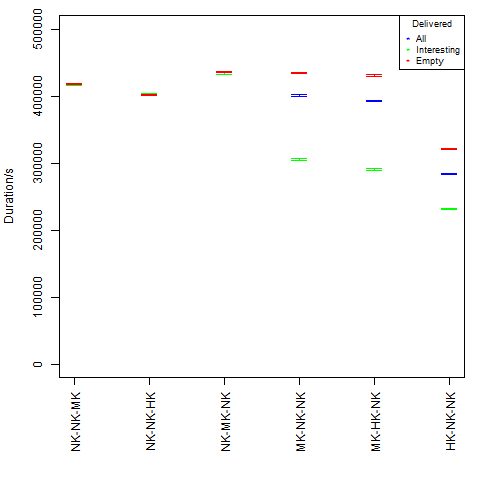 Delivered
All
Interesting
Empty
Duration/s
500000
400000
300000
200000
100000
0
NK-NK-MK
NK-NK-HK
NK-MK-NK
MK-NK-NK
MK-HK-NK
HK-NK-NK